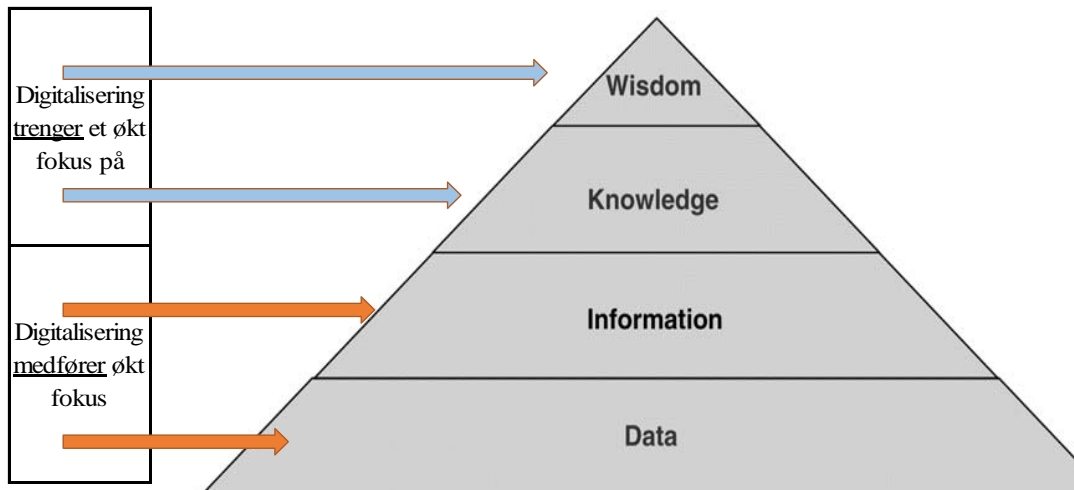 Digitalisering
trenger et økt
fokus på
Digitalisering
medfører økt
fokus
Wisdom
Knowledge
Information
Data